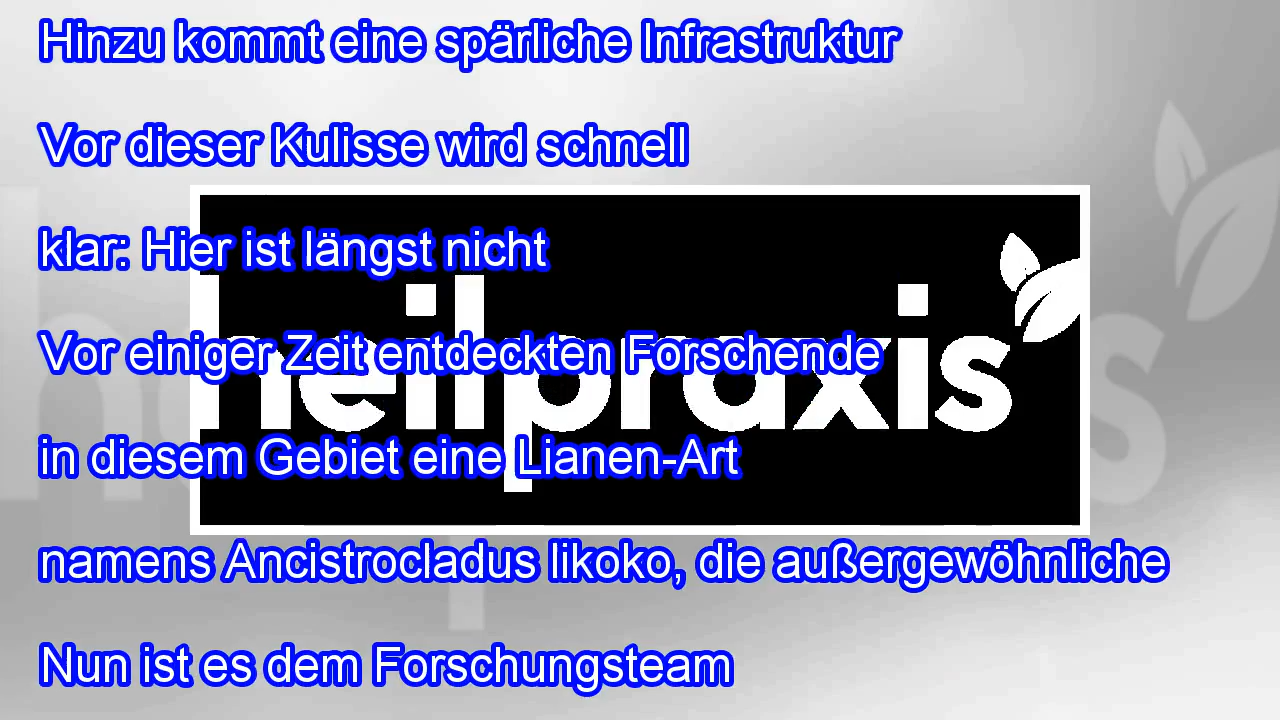 Hinzu kommt eine spärliche Infrastruktur
Vor dieser Kulisse wird schnell
klar: Hier ist längst nicht
Vor einiger Zeit entdeckten Forschende
heilpraxis
in diesem Gebiet eine Lianen-Art
namens Ancistrocladus likoko, die außergewöhnliche
Nun ist es dem Forschungsteam